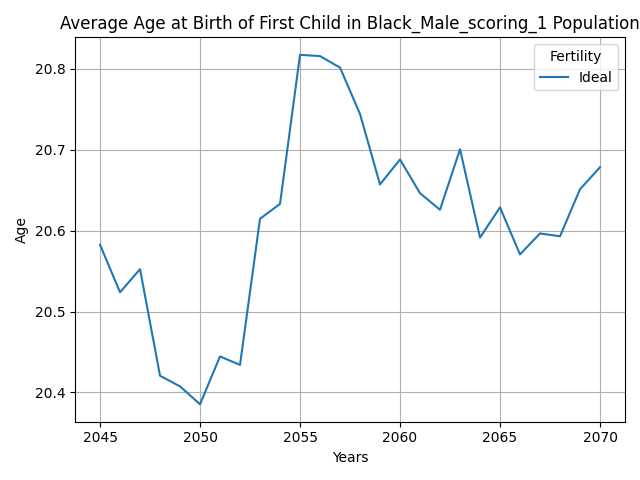 Average Age at Birth of First Child in Black_Male_scoring_1 Population
Fertility
Ideal
Age
20.8
20.7
20.6
20.5
20.4
2045 2050 2055 2060 2065 2070
Years